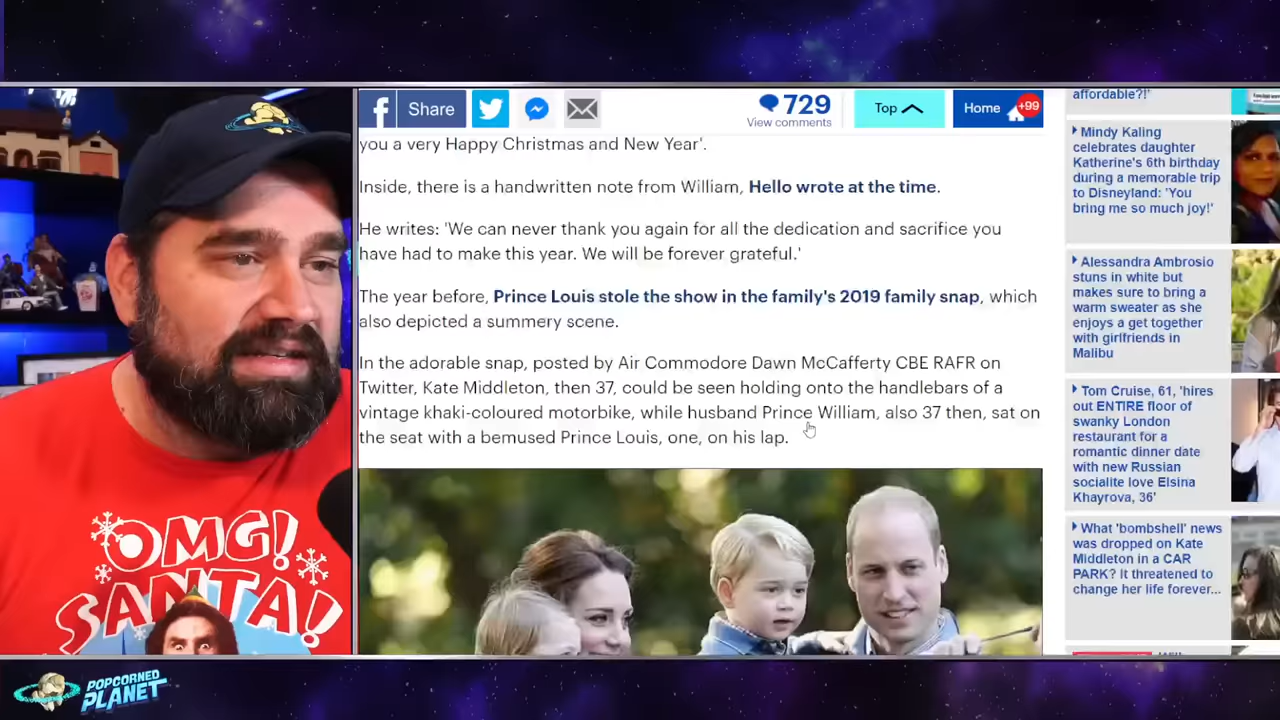 Share
729
View comments
Top
Home
+99
you a very Happy Christmas and New Year'.
Inside, there is a handwritten note from William, Hello wrote at the time.
He writes: 'We can never thank you again for all the dedication and sacrifice you
have had to make this year. We will be forever grateful.'
The year before, Prince Louis stole the show in the family's 2019 family snap, which
also depicted a summery scene.
In the adorable snap, posted by Air Commodore Dawn McCafferty CBE RAFR on
Twitter, Kate Middleton, then 37, could be seen holding onto the handlebars of a
vintage khaki-coloured motorbike, while husband Prince William, also 37 then, sat on
the seat with a bemused Prince Louis, one, on his lap.
affordable?!'
Mindy Kaling
celebrates daughter
Katherine's 6th birthday
during a memorable trip
to Disneyland: 'You
bring me so much joy!'
Alessandra Ambrosio
stuns in white but
makes sure to bring a
warm sweater as she
enjoys a get together
with girlfriends in
Malibu
Tom Cruise, 61, 'hires
out ENTIRE floor of
swanky London
restaurant for a
romantic dinner date
with new Russian
socialite love Elsina
Khayrova, 36'
What 'bombshell' news
was dropped on Kate
Middleton in a CAR
PARK? It threatened to
change her life forever...
OMG!
SANTA!
POPCORNED
PLANET